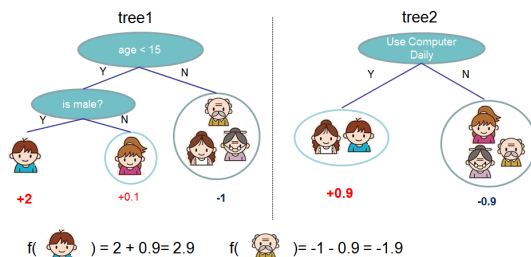 tree1
tree2
age < 15
Use Computer
Daily
Y
N
Y
N
is male?
Y
N
+2
+0.1
-1
+0.9
-0.9
f( ) = 2 + 0.9= 2.9
f( )= -1 - 0.9 = -1.9